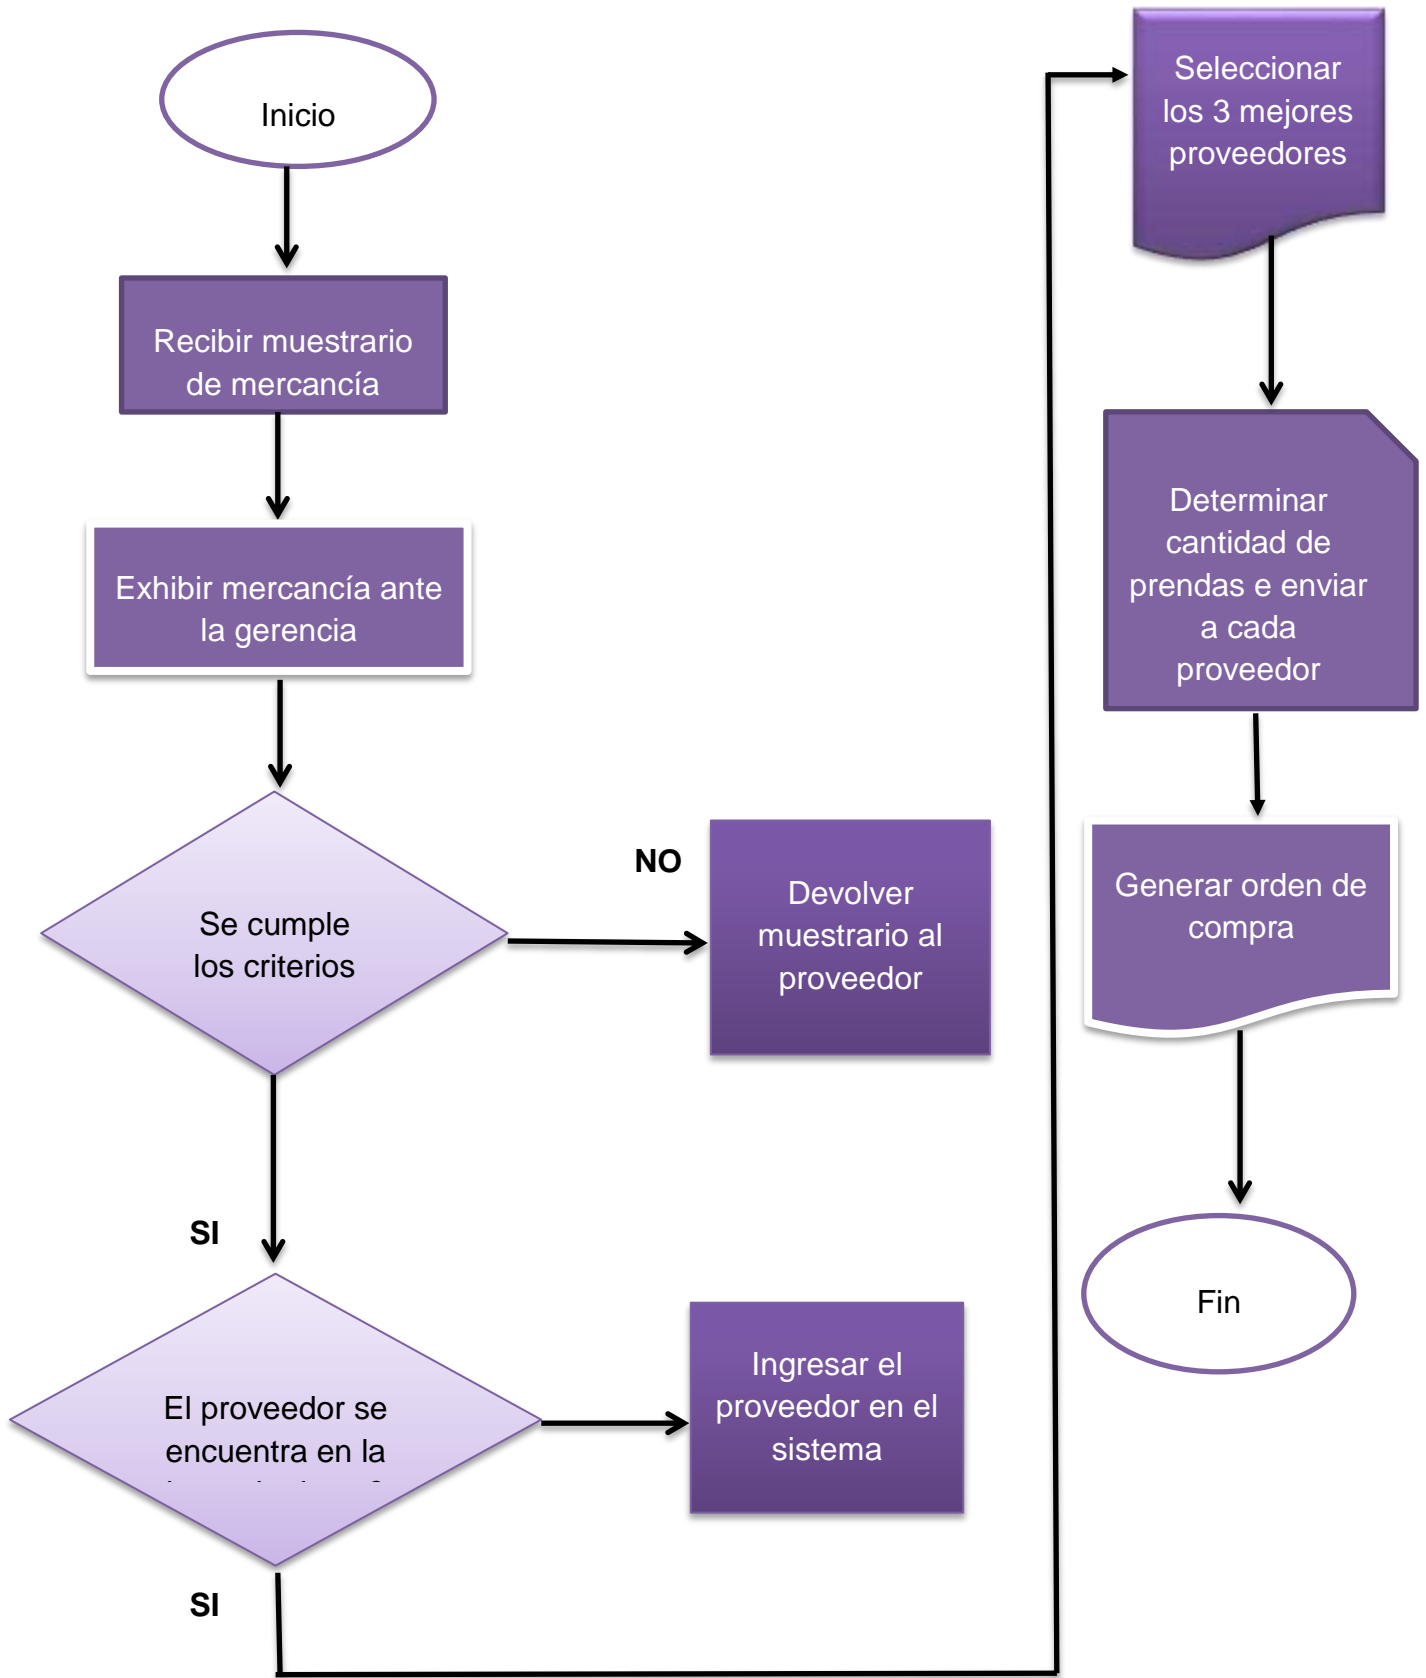 Inicio
Recibir muestrario
de mercancía
Exhibir mercancía ante
la gerencia
Se cumple
los criterios
NO
Devolver
muestrario al
proveedor
SI
El proveedor se
encuentra en la
Ingresar el
proveedor en el
sistema
SI
Seleccionar
los 3 mejores
proveedores
Determinar
cantidad de
prendas e enviar
a cada
proveedor
Generar orden de
compra
Fin